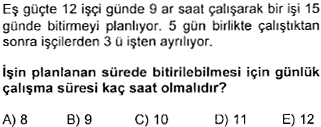 Eş güçte 12 işçi günde 9 ar saat çalışarak bir işi 15
günde bitirmeyi planlıyor. 5 gün birlikte çalıştıktan
sonra işçilerden 3 ü işten ayrılıyor.
İşin planlanan sürede bitirilebilmesi için günlük
çalışma süresi kaç saat olmalıdır?
A) 8 B) 9 C) 10 D) 11 E) 12